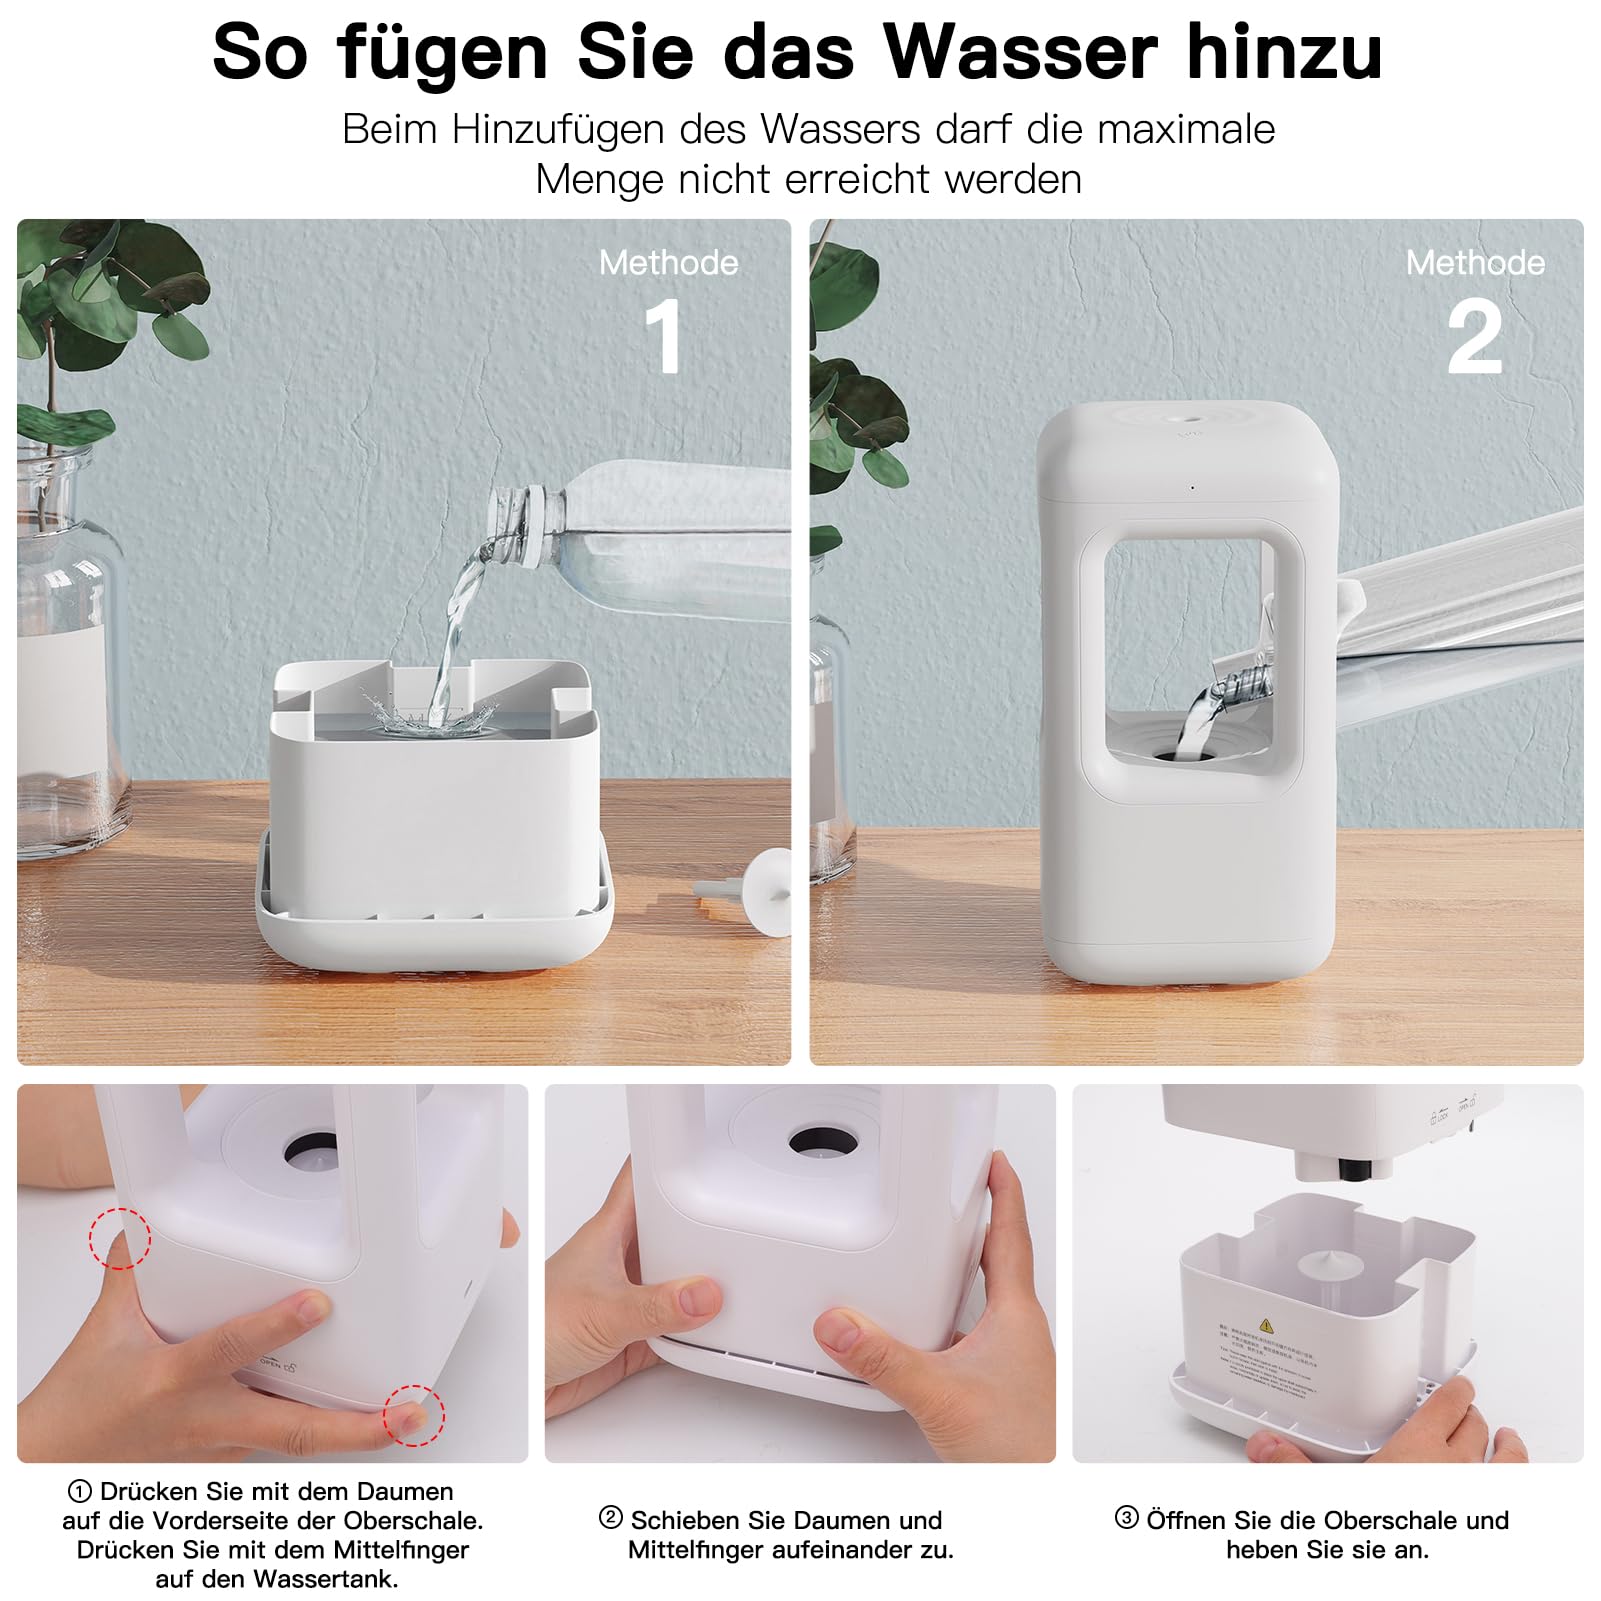 So fügen Sie das Wasser hinzu
Beim Hinzufügen des Wassers darf die maximale
Menge nicht erreicht werden
Methode
1
Methode
2
OPEN
LOCK OPEN
① Drücken Sie mit dem Daumen
auf die Vorderseite der Oberschale.
Drücken Sie mit dem Mittelfinger
auf den Wassertank.
② Schieben Sie Daumen und
Mittelfinger aufeinander zu.
③ Öffnen Sie die Oberschale und
heben Sie sie an.